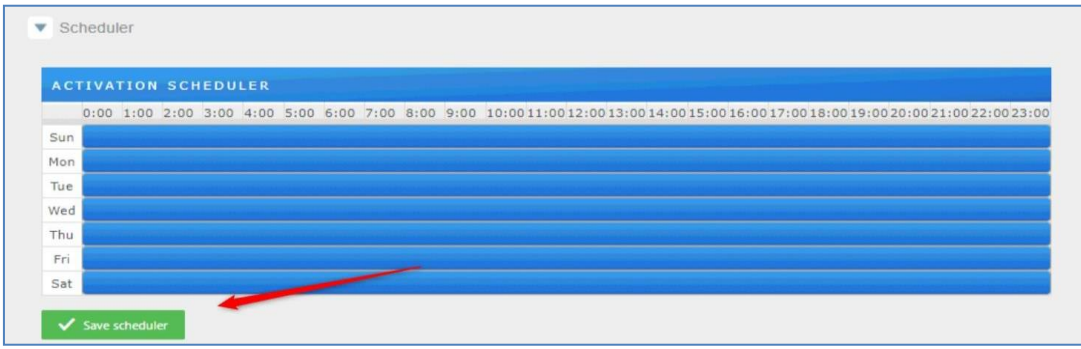 Scheduler
ACTIVATION SCHEDULER
0:00 1:00 2:00 3:00 4:00 5:00 6:00 7:00 8:00 9:00 10:00 11:00 12:00 13:00 14:00 15:00 16:00 17:00 18:00 19:00 20:00 21:00 22:00 23:00
Sun
Mon
Tue
Wed
Thu
Fri
Sat
Save scheduler